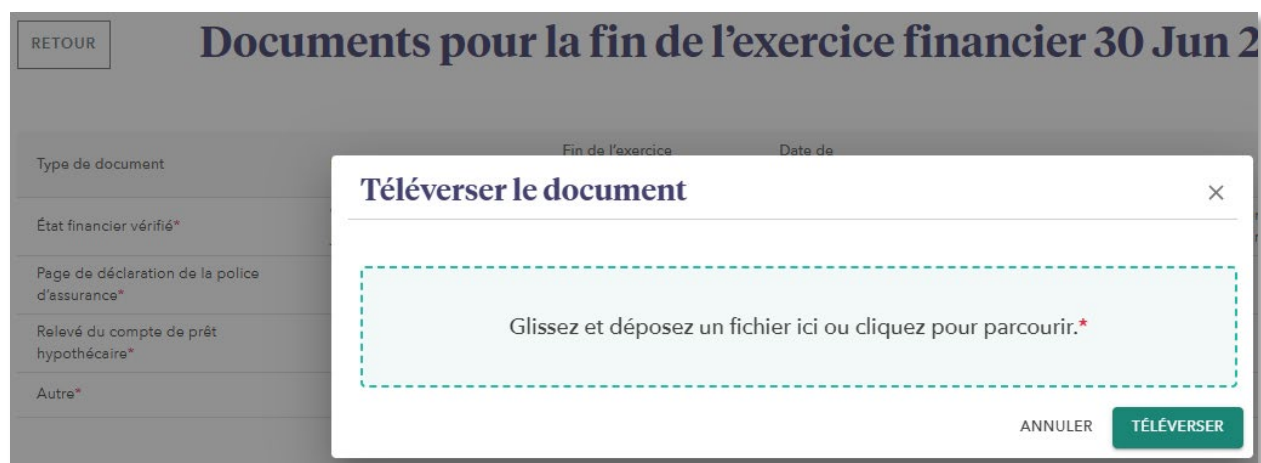 RETOUR
Documents pour la fin de l’exercice financier 30 Jun 2
Type de document
Fin de l’exercice
Date de
Téléverser le document
×
État financier vérifié*
Page de déclaration de la police
d’assurance*
Relevé du compte de prêt
hypothécaire*
Autre*
Glissez et déposez un fichier ici ou cliquez pour parcourir.*
ANNULER
TÉLÉVERSER